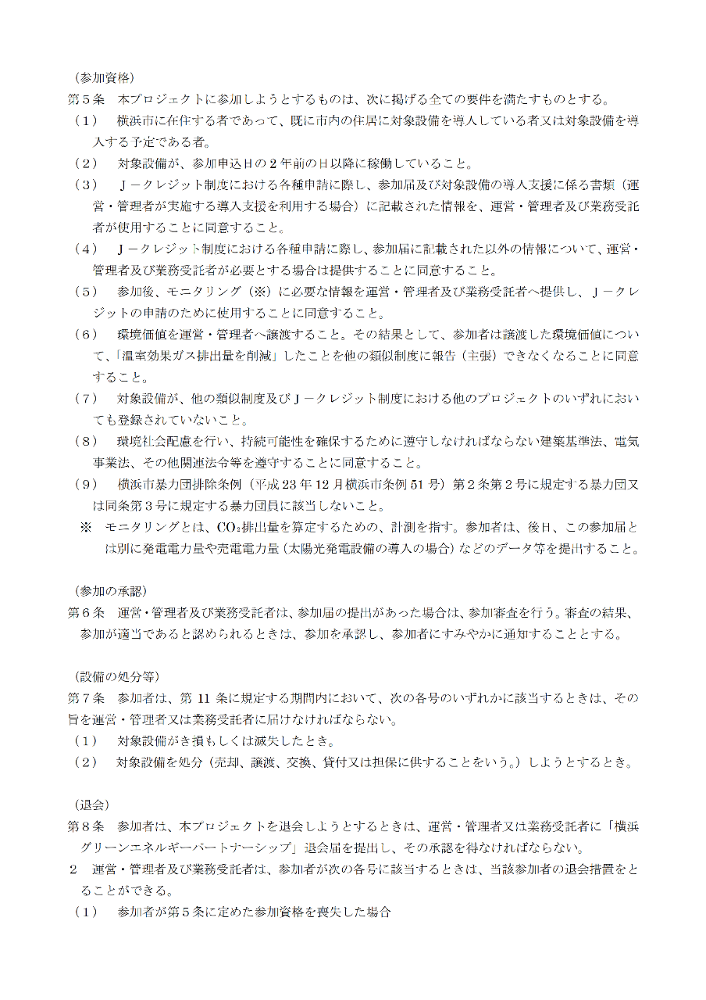 （参加資格）
第５条　本プロジェクトに参加しようとするものは、次に掲げる全ての要件を満たすものとする。
（１）　横浜市に在住する者であって、既に市内の住居に対象設備を導入している者又は対象設備を導
入する予定である者。
（２）　対象設備が、参加申込日の 2 年前の日以降に稼働していること。
（３）　Ｊ－クレジット制度における各種申請に際し、参加届及び対象設備の導入支援に係る書類（運
営・管理者が実施する導入支援を利用する場合）に記載された情報を、運営・管理者及び業務受託
者が使用することに同意すること。
（４）　Ｊ－クレジット制度における各種申請に際し、参加届に記載された以外の情報について、運営・
管理者及び業務受託者が必要とする場合は提供することに同意すること。
（５）　参加後、モニタリング（※）に必要な情報を運営・管理者及び業務受託者へ提供し、Ｊ－クレ
ジットの申請のために使用することに同意すること。
（６）　環境価値を運営・管理者へ譲渡すること。その結果として、参加者は譲渡した環境価値につい
て、「温室効果ガス排出量を削減」したことを他の類似制度に報告（主張）できなくなることに同意
すること。
（７）　対象設備が、他の類似制度及びＪ－クレジット制度における他のプロジェクトのいずれにおい
ても登録されていないこと。
（８）　環境社会配慮を行い、持続可能性を確保するために遵守しなければならない建築基準法、電気
事業法、その他関連法令等を遵守することに同意すること。
（９）　横浜市暴力団排除条例（平成 23 年 12 月横浜市条例 51 号）第２条第２号に規定する暴力団又
は同条第３号に規定する暴力団員に該当しないこと。
※　モニタリングとは、CO₂排出量を算定するための、計測を指す。参加者は、後日、この参加届と
は別に発電電力量や売電電力量（太陽光発電設備の導入の場合）などのデータ等を提出すること。
（参加の承認）
第６条　運営・管理者及び業務受託者は、参加届の提出があった場合は、参加審査を行う。審査の結果、
参加が適当であると認められるときは、参加を承認し、参加者にすみやかに通知することとする。
（設備の処分等）
第７条　参加者は、第 11 条に規定する期間内において、次の各号のいずれかに該当するときは、その
旨を運営・管理者又は業務受託者に届けなければならない。
（１）　対象設備がき損もしくは滅失したとき。
（２）　対象設備を処分（売却、譲渡、交換、貸付又は担保に供することをいう。）しようとするとき。
（退会）
第８条　参加者は、本プロジェクトを退会しようとするときは、運営・管理者又は業務受託者に「横浜
グリーンエネルギーパートナーシップ」退会届を提出し、その承認を得なければならない。
２　運営・管理者及び業務受託者は、参加者が次の各号に該当するときは、当該参加者の退会措置をと
ることができる。
（１）　参加者が第５条に定めた参加資格を喪失した場合